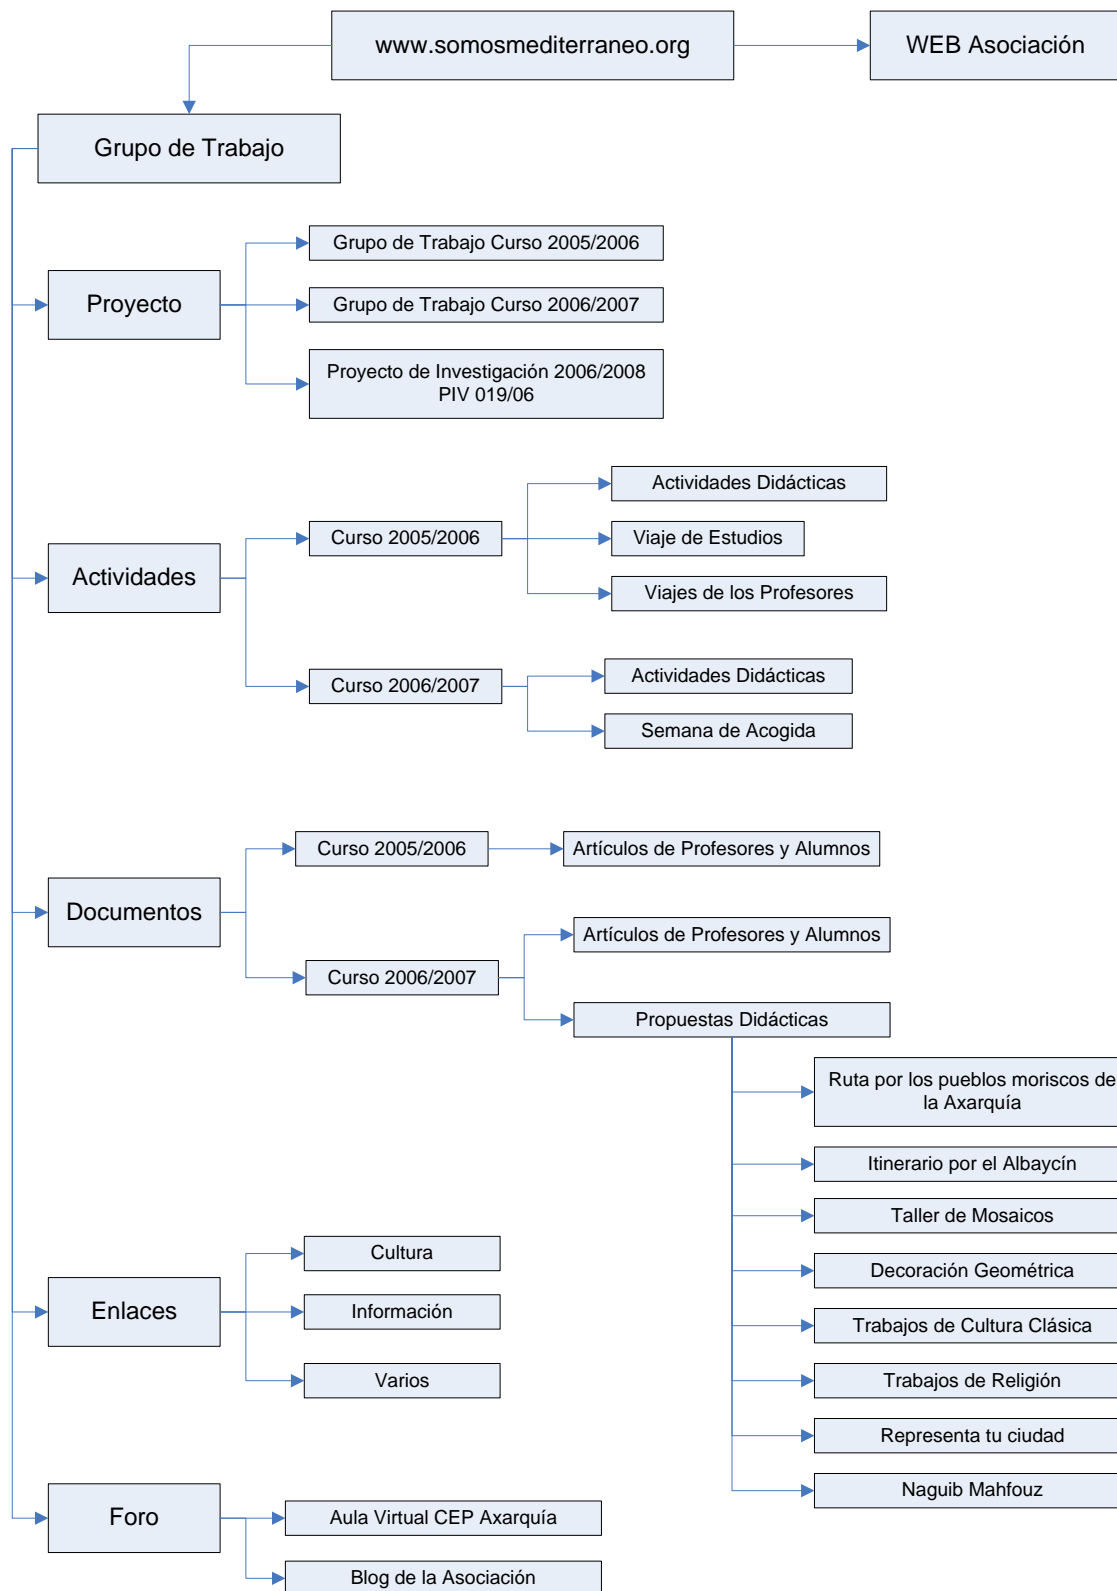 www.somosmediterraneo.org
WEB Asociación
Grupo de Trabajo
Proyecto
Grupo de Trabajo Curso 2005/2006
Grupo de Trabajo Curso 2006/2007
Proyecto de Investigación 2006/2008
PIV 019/06
Actividades
Curso 2005/2006
Actividades Didácticas
Viaje de Estudios
Viajes de los Profesores
Curso 2006/2007
Actividades Didácticas
Semana de Acogida
Documentos
Curso 2005/2006
Artículos de Profesores y Alumnos
Curso 2006/2007
Artículos de Profesores y Alumnos
Propuestas Didácticas
Ruta por los pueblos moriscos de
la Axarquía
Itinerario por el Albaycín
Taller de Mosaicos
Decoración Geométrica
Trabajos de Cultura Clásica
Trabajos de Religión
Representa tu ciudad
Naguib Mahfouz
Enlaces
Cultura
Información
Varios
Foro
Aula Virtual CEP Axarquía
Blog de la Asociación